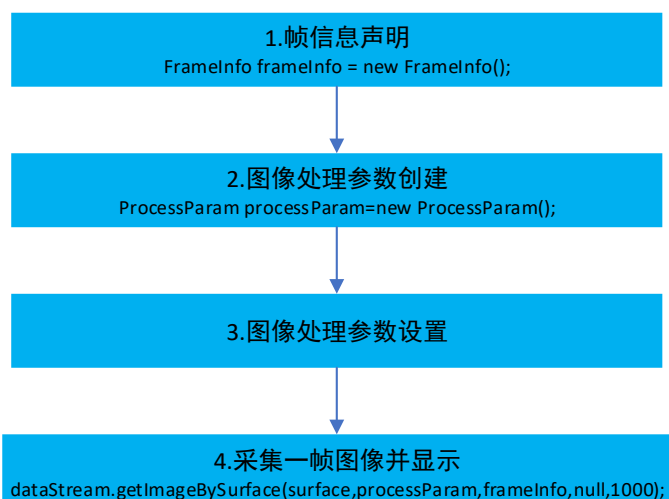 1.帧信息声明
FrameInfo frameInfo = new FrameInfo();
2.图像处理参数创建
ProcessParam processParam=new ProcessParam();
3.图像处理参数设置
4.采集一帧图像并显示
dataStream.getImageBySurface(surface,processParam,frameInfo,null,1000);